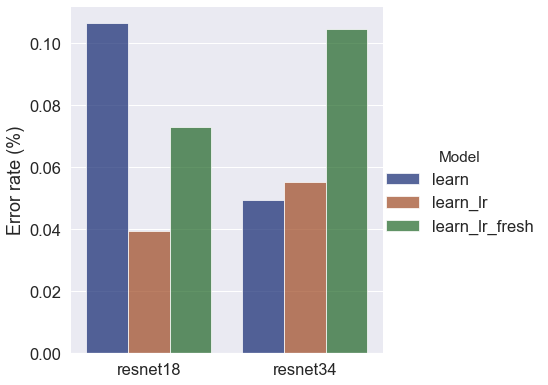 Error rate (%)
0.10
0.08
0.06
0.04
0.02
0.00
resnet18
resnet34
Model
learn
learn_lr
learn_lr_fresh